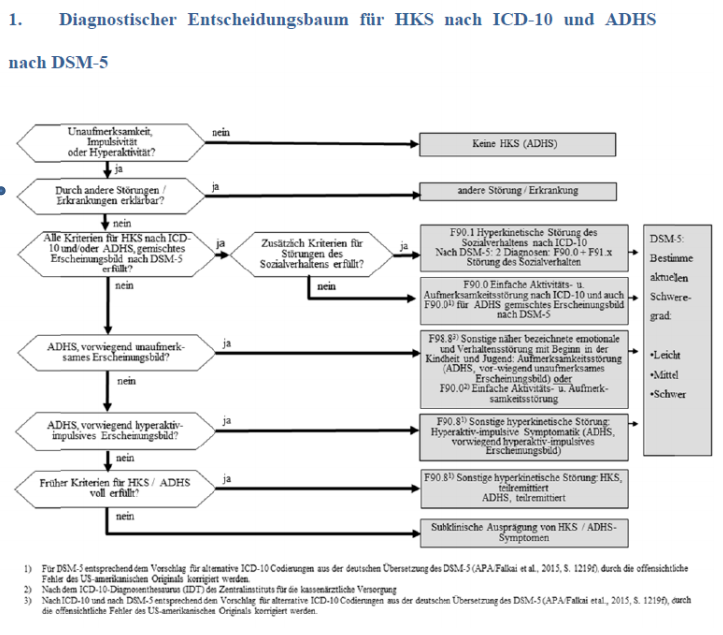 1. Diagnostischer Entscheidungsbaum für HKS nach ICD-10 und ADHS
nach DSM-5
Unaufmerksamkeit,
Impulsivität
oder Hyperaktivität?
nein
Keine HKS (ADHS)
ja
Durch andere Störungen /
Erkrankungen erklärbar?
ja
andere Störung / Erkrankung
nein
Alle Kriterien für HKS nach ICD-
10 und/oder ADHS, gemischtes
Erscheinungsbild nach DSM-5
erfüllt?
ja
Zusätzlich Kriterien für
Störungen des
Sozialverhaltens erfüllt?
ja
F90.1 Hyperkinetische Störung des
Sozialverhaltens nach ICD-10
Nach DSM-5: 2 Diagnosen: F90.0 + F91.x
Störung des Sozialverhalten
DSM-5:
Bestimme
aktuellen
Schwere-
grad:
•Leicht
•Mittel
•Schwer
nein
nein
F90.0 Einfache Aktivitäts- u.
Aufmerksamkeitsstörung nach ICD-10 und auch
F90.0¹⁾ für ADHS gemischtes Erscheinungsbild
nach DSM-5
ADHS, vorwiegend unaufmerk-
sames Erscheinungsbild?
ja
F98.8³⁾ Sonstige näher bezeichnete emotionale
und Verhaltensstörung mit Beginn in der
Kindheit und Jugend: Aufmerksamkeitsstörung
(ADHS, vor-wiegend unaufmerksames
Erscheinungsbild) oder
F90.0²⁾ Einfache Aktivitäts- u. Aufmerk-
samkeitsstörung
nein
ADHS, vorwiegend hyperaktiv-
impulsives Erscheinungsbild?
ja
F90.8¹⁾ Sonstige hyperkinetische Störung:
Hyperaktiv-impulsive Symptomatik (ADHS,
vorwiegend hyperaktiv-impulsives
Erscheinungsbild)
nein
Früher Kriterien für HKS / ADHS
voll erfüllt?
ja
F90.8¹⁾ Sonstige hyperkinetische Störung: HKS,
teilremittiert
ADHS, teilremittiert
nein
Subklinische Ausprägung von HKS / ADHS-
Symptomen
1) Für DSM-5 entsprechend dem Vorschlag für alternative ICD-10 Codierungen aus der deutschen Übersetzung des DSM-5 (APA/Falkai et al., 2015, S. 1219f), durch die offensichtliche
Fehler des US-amerikanischen Originals korrigiert werden.
2) Nach dem ICD-10-Diagnosenthesaurus (IDT) des Zentralinstituts für die kassenärztliche Versorgung
3) Nach ICD-10 und nach DSM-5 entsprechend dem Vorschlag für alterrative ICD-10 Codierungen aus der deutschen Übersetzung des DSM-5 (APA/Falkai et al., 2015, S. 1219f), durch
die offensichtliche Fehler des US-amerikanischen Originals korrigiert werden.